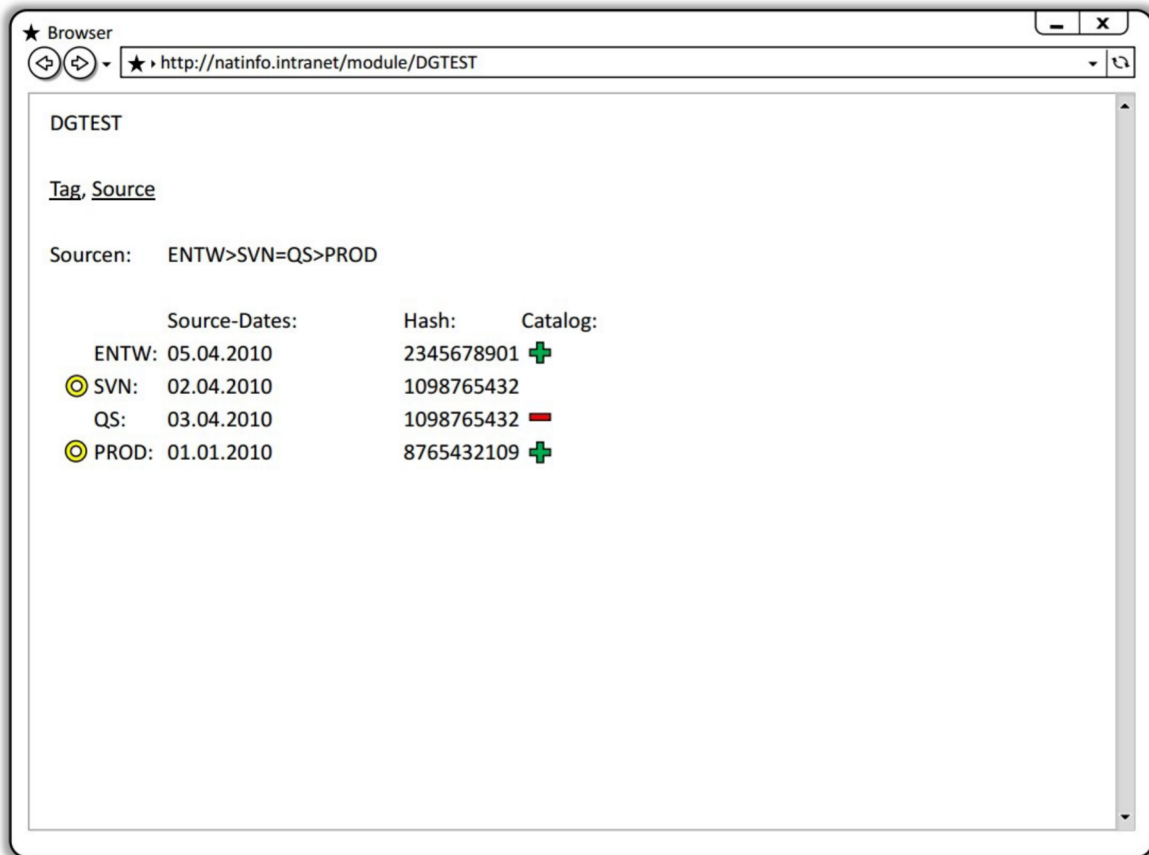 Browser
http://natinfo.intranet/module/DGTEST
DGTEST
Tag, Source
Sourcen: ENTW>SVN=QS>PROD
Source-Dates: Hash: Catalog:
ENTW: 05.04.2010 2345678901
SVN: 02.04.2010 1098765432
QS: 03.04.2010 1098765432
PROD: 01.01.2010 8765432109